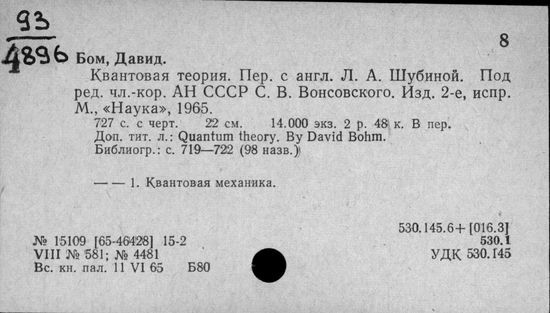 93
4896
8
Бом, Давид.
Квантовая теория. Пер. с англ. Л. А. Шубиной. Под
ред. чл.-кор. АН СССР С. В. Вонсовского. Изд. 2-е, испр.
М., «Наука», 1965.
727 с. с черт. 22 см. 14.000 экз. 2 р. 48 к. В пер.
Доп. тит. л.: Quantum theory. By David Bohm.
Библиогр.: с. 719—722 (98 назв.)
— — 1. Квантовая механика.
530.145.6+[016.3]
№ 15109 [65-46428] 15-2 530.1
VIII № 581; № 4481 УДК 530.145
Вс. кн. пал. 11 VI 65 Б80